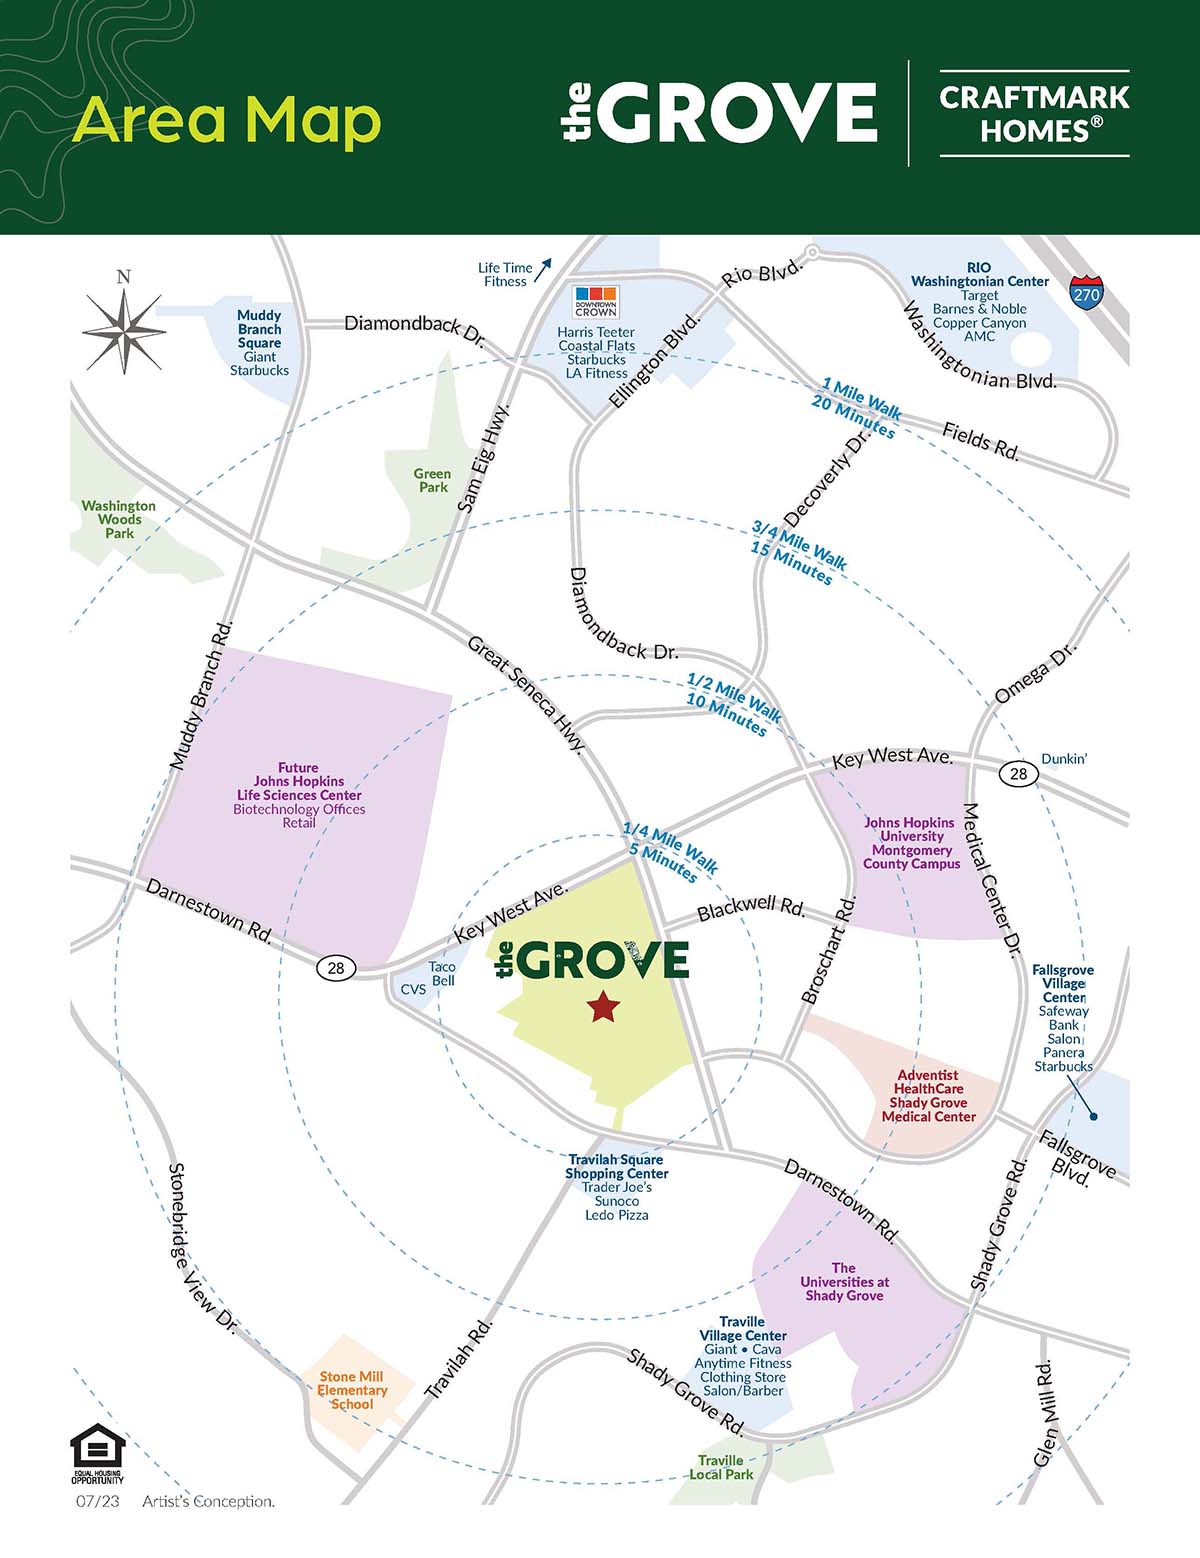 Area Map
the GROVE
CRAFTMARK
HOMES®
N
Life Time
Fitness
Rio Blvd.
RIO
Washingtonian Center
Target
Barnes & Noble
Copper Canyon
AMC
270
Muddy
Branch
Square
Giant
Starbucks
Diamondback Dr.
DOWNTOWN
CROWN
Harris Teeter
Coastal Flats
Starbucks
LA Fitness
Ellington Blvd.
Washingtonian Blvd.
1 Mile Walk
20 Minutes
Fields Rd.
Sam Eig Hwy.
Green
Park
Decoverly Dr.
Washington
Woods
Park
3/4 Mile Walk
15 Minutes
Diamondback Dr.
Muddy Branch Rd.
Great Seneca Hwy.
1/2 Mile Walk
10 Minutes
Omega Dr.
Key West Ave.
28
Dunkin'
Future
Johns Hopkins
Life Sciences Center
Biotechnology Offices
Retail
Johns Hopkins
University
Montgomery
County Campus
Medical Center Dr.
1/4 Mile Walk
5 Minutes
Darnestown Rd.
28
Key West Ave.
Blackwell Rd.
Broschart Rd.
the GROVE
Taco
Bell
CVS
Fallsgrove
Village
Center
Safeway
Bank
Salon
Panera
Starbucks
Adventist
HealthCare
Shady Grove
Medical Center
Fallsgrove
Blvd.
Travilah Square
Shopping Center
Trader Joe's
Sunoco
Ledo Pizza
Darnestown Rd.
Shady Grove Rd.
Stonebridge View Dr.
The
Universities at
Shady Grove
Traville
Village Center
Giant • Cava
Anytime Fitness
Clothing Store
Salon/Barber
Travilah Rd.
Shady Grove Rd.
Stone Mill
Elementary
School
Glen Mill Rd.
Traville
Local Park
EQUAL HOUSING
OPPORTUNITY
07/23 Artist's Conception.